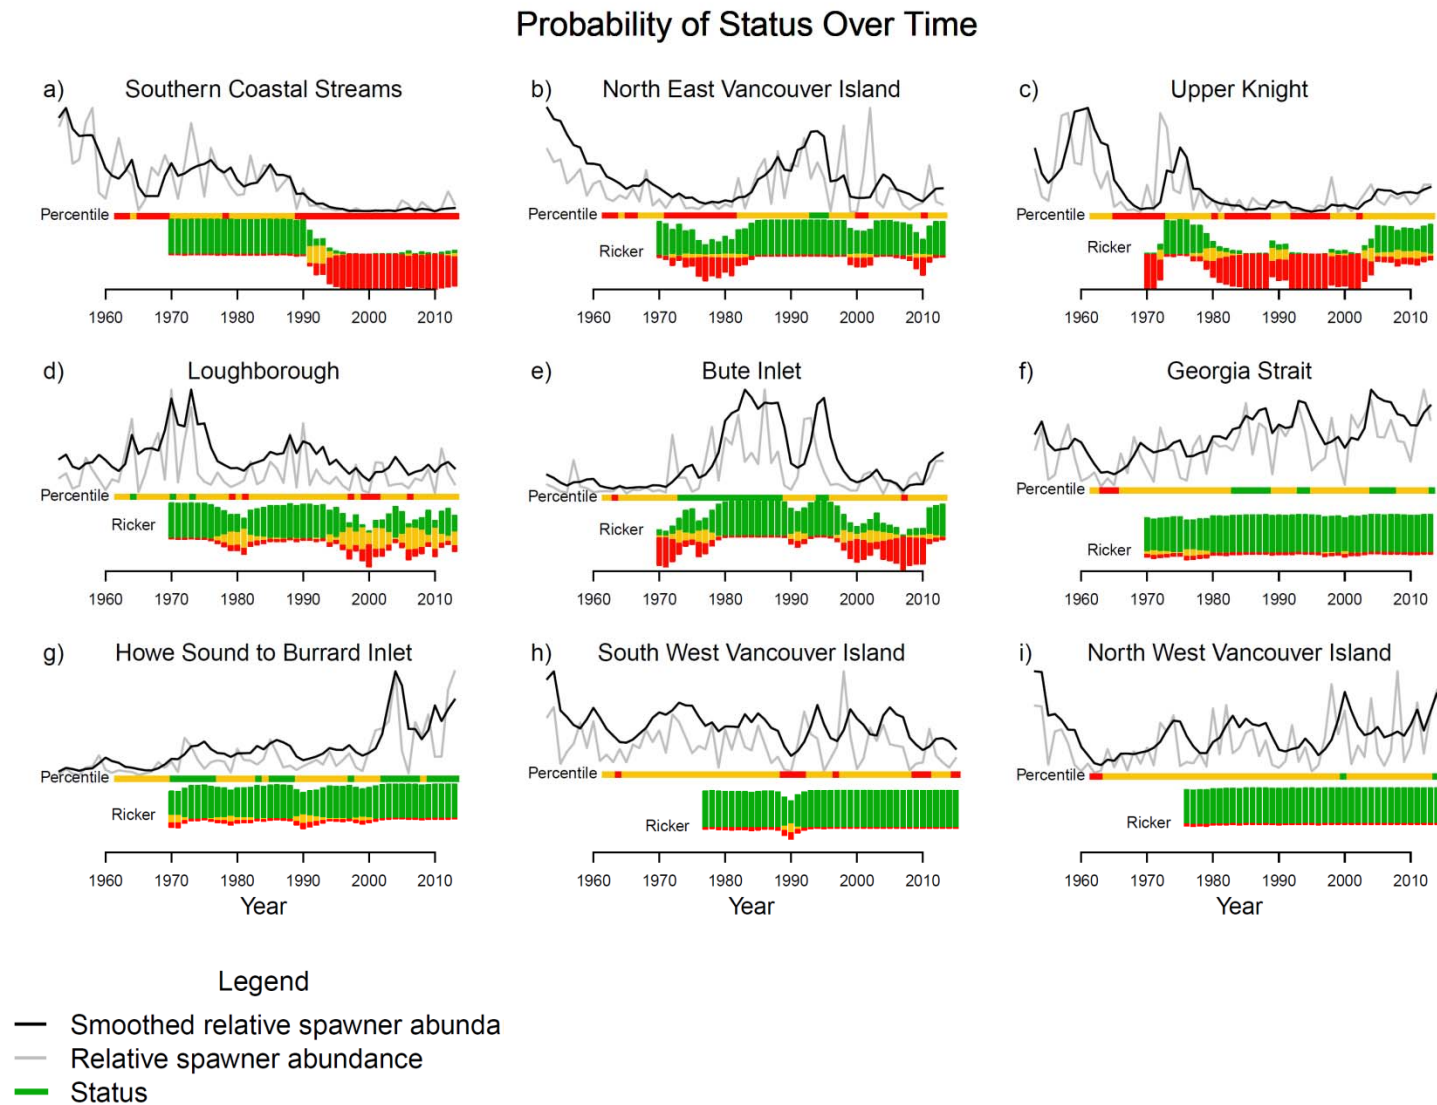 Probability of Status Over Time
a) Southern Coastal Streams
Percentile
1960 1970 1980 1990 2000 2010
b) North East Vancouver Island
Percentile
Ricker
1960 1970 1980 1990 2000 2010
c) Upper Knight
Percentile
Ricker
1960 1970 1980 1990 2000 2010
d) Loughborough
Percentile
Ricker
1960 1970 1980 1990 2000 2010
e) Bute Inlet
Percentile
Ricker
1960 1970 1980 1990 2000 2010
f) Georgia Strait
Percentile
Ricker
1960 1970 1980 1990 2000 2010
g) Howe Sound to Burrard Inlet
Percentile
Ricker
1960 1970 1980 1990 2000 2010
Year
h) South West Vancouver Island
Percentile
Ricker
1960 1970 1980 1990 2000 2010
Year
i) North West Vancouver Island
Percentile
Ricker
1960 1970 1980 1990 2000 2010
Year
Legend
Smoothed relative spawner abunda
Relative spawner abundance
Status